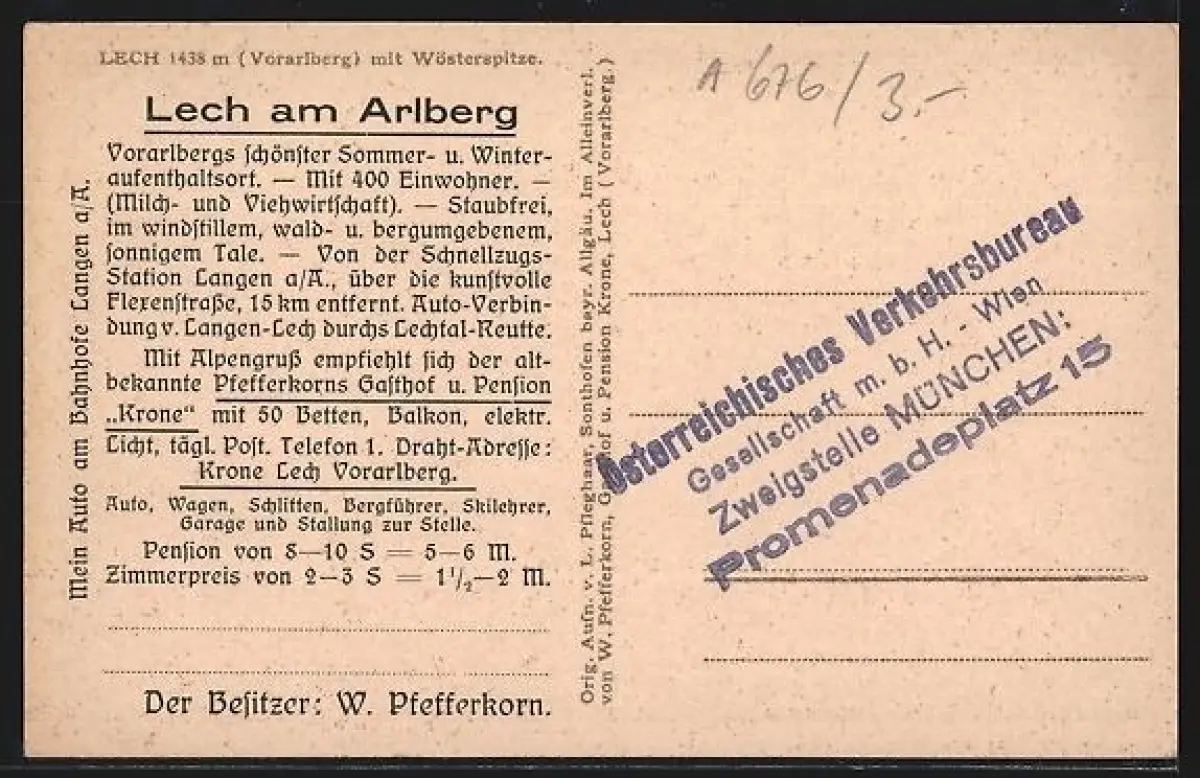 LECH 1438 m (Vorarlberg) mit Wösterspitze.
Lech am Arlberg
Vorarlbergs schönster Sommer- u. Winter-
aufenthaltsort. — Mit 400 Einwohner. —
(Milch- und Viehwirtschaft). — Staubfrei,
im windstillem, wald- u. bergumgebenem,
sonnigem Tale. — Von der Schnellzugs-
Station Langen a/A., über die kunstvolle
Flexenstraße, 15 km entfernt. Auto-Verbin-
dung v. Langen-Lech durchs Lechtal-Reutte.
Mit Alpengruß empfiehlt sich der alt-
bekannte Pfefferkorns Gasthof u. Pension
„Krone" mit 50 Betten, Balkon, elektr.
Licht, tägl. Post. Telefon 1. Draht-Adresse:
Krone Lech Vorarlberg.
Auto, Wagen, Schlitten, Bergführer, Skilehrer,
Garage und Stallung zur Stelle.
Pension von 8—10 S = 5—6 M.
Zimmerpreis von 2—3 S = 1 1/2—2 M.
Der Besitzer: W. Pfefferkorn.
Mein Auto am Bahnhofe Langen a/A.
Orig. Aufn. v. L. Pfleghaar, Sonthofen beyr. Allgäu. Im Alleinverl.
von W. Pfefferkorn, Gasthof u. Pension Krone, Lech (Vorarlberg.)
A 676/3.-
Österreichisches Verkehrsbureau
Gesellschaft m. b. H. - Wien
Zweigstelle MÜNCHEN:
Promenadeplatz 15